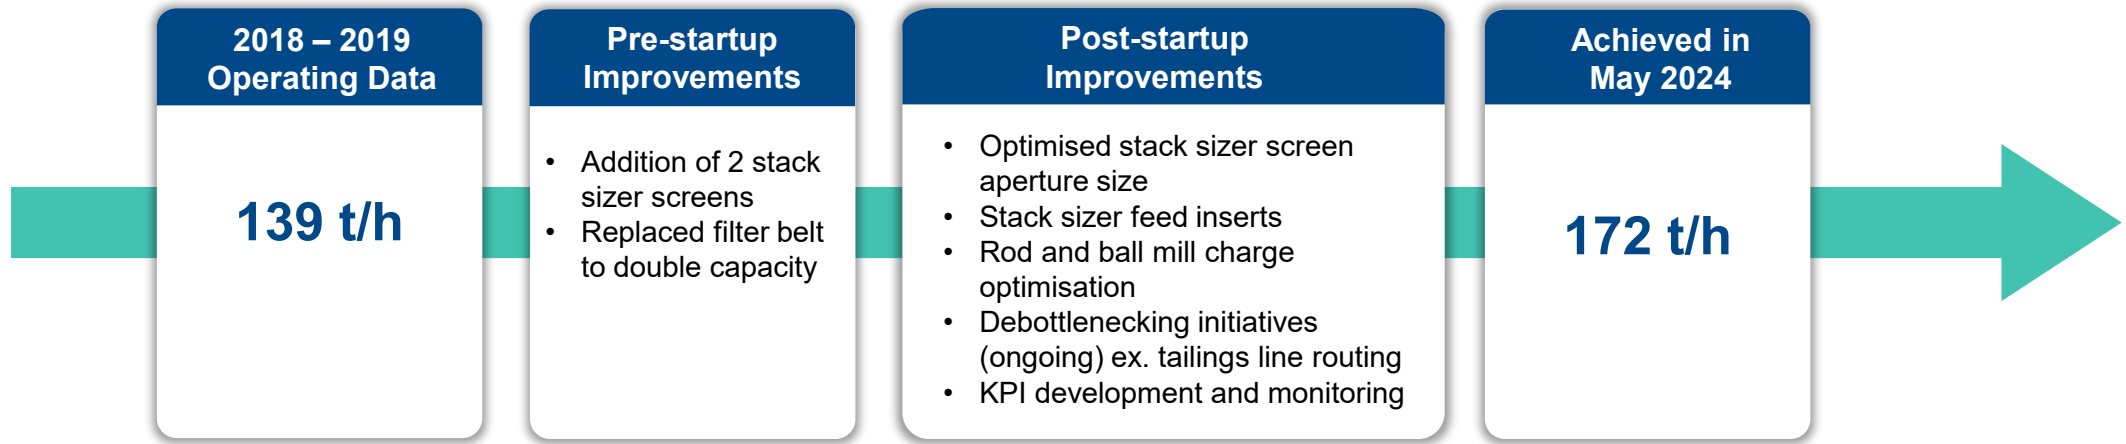 2018 – 2019
Operating Data
139 t/h
Pre-startup
Improvements
• Addition of 2 stack
sizer screens
• Replaced filter belt
to double capacity
Post-startup
Improvements
• Optimised stack sizer screen
aperture size
• Stack sizer feed inserts
• Rod and ball mill charge
optimisation
• Debottlenecking initiatives
(ongoing) ex. tailings line routing
• KPI development and monitoring
Achieved in
May 2024
172 t/h